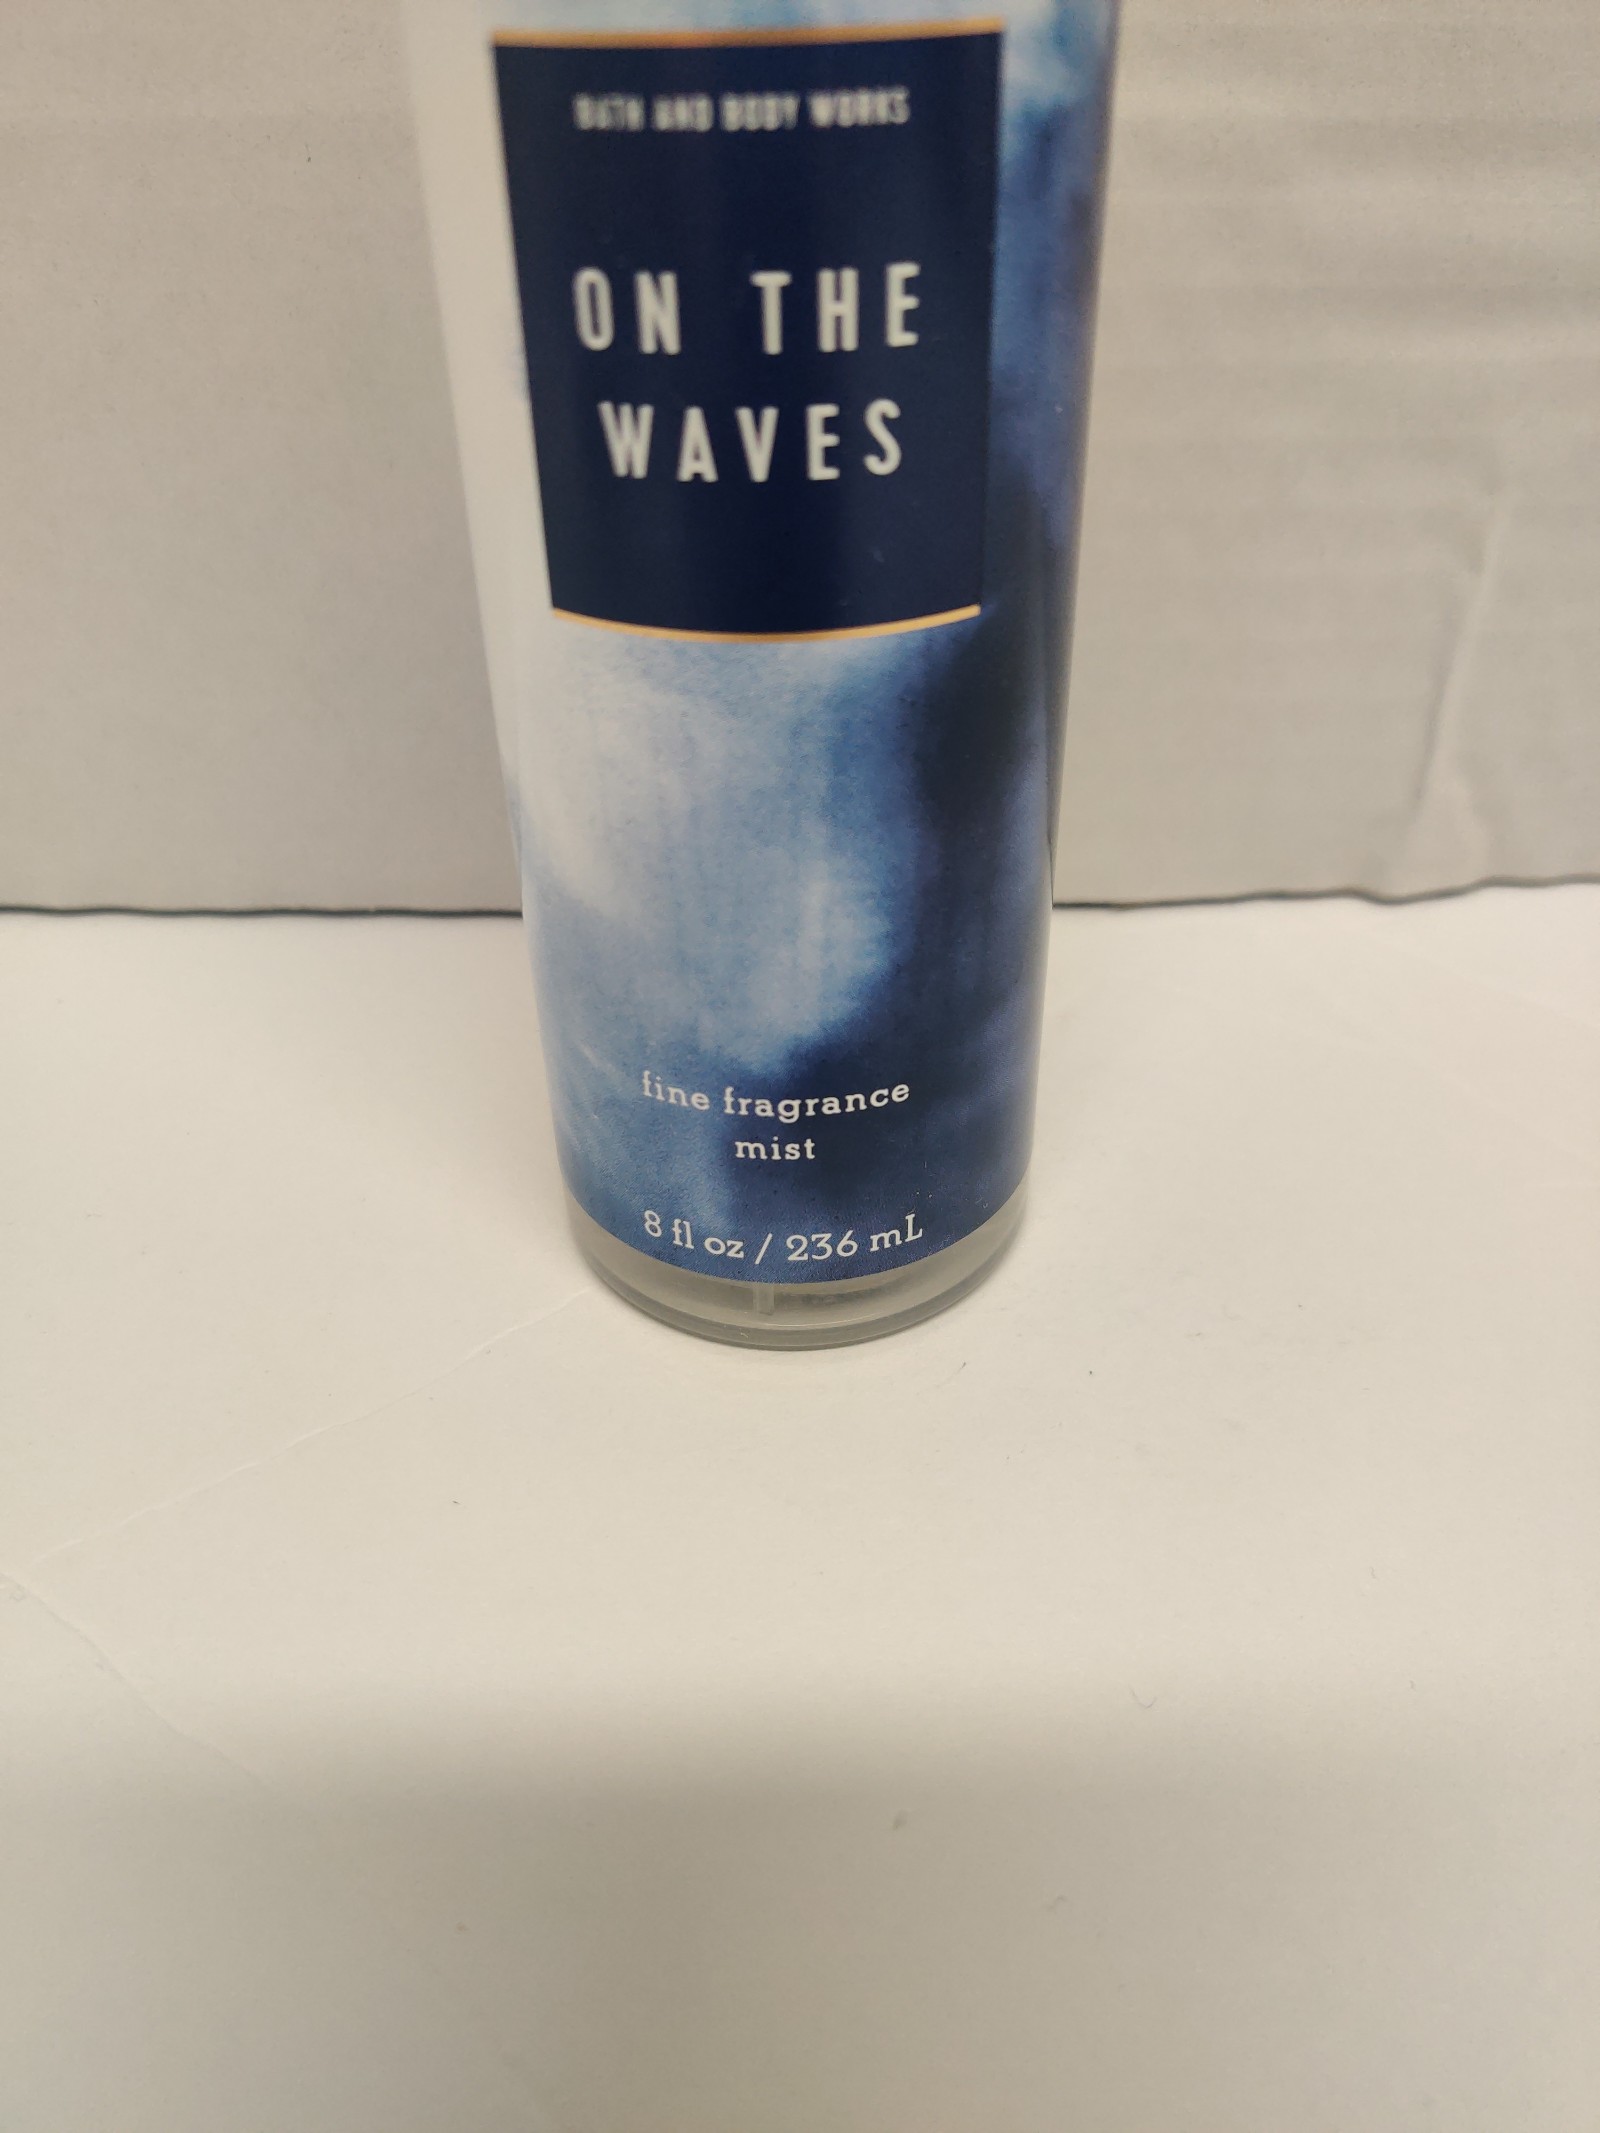 BATH AND BODY WORKS
ON THE
WAVES
fine fragrance
mist
8 fl oz / 236 mL